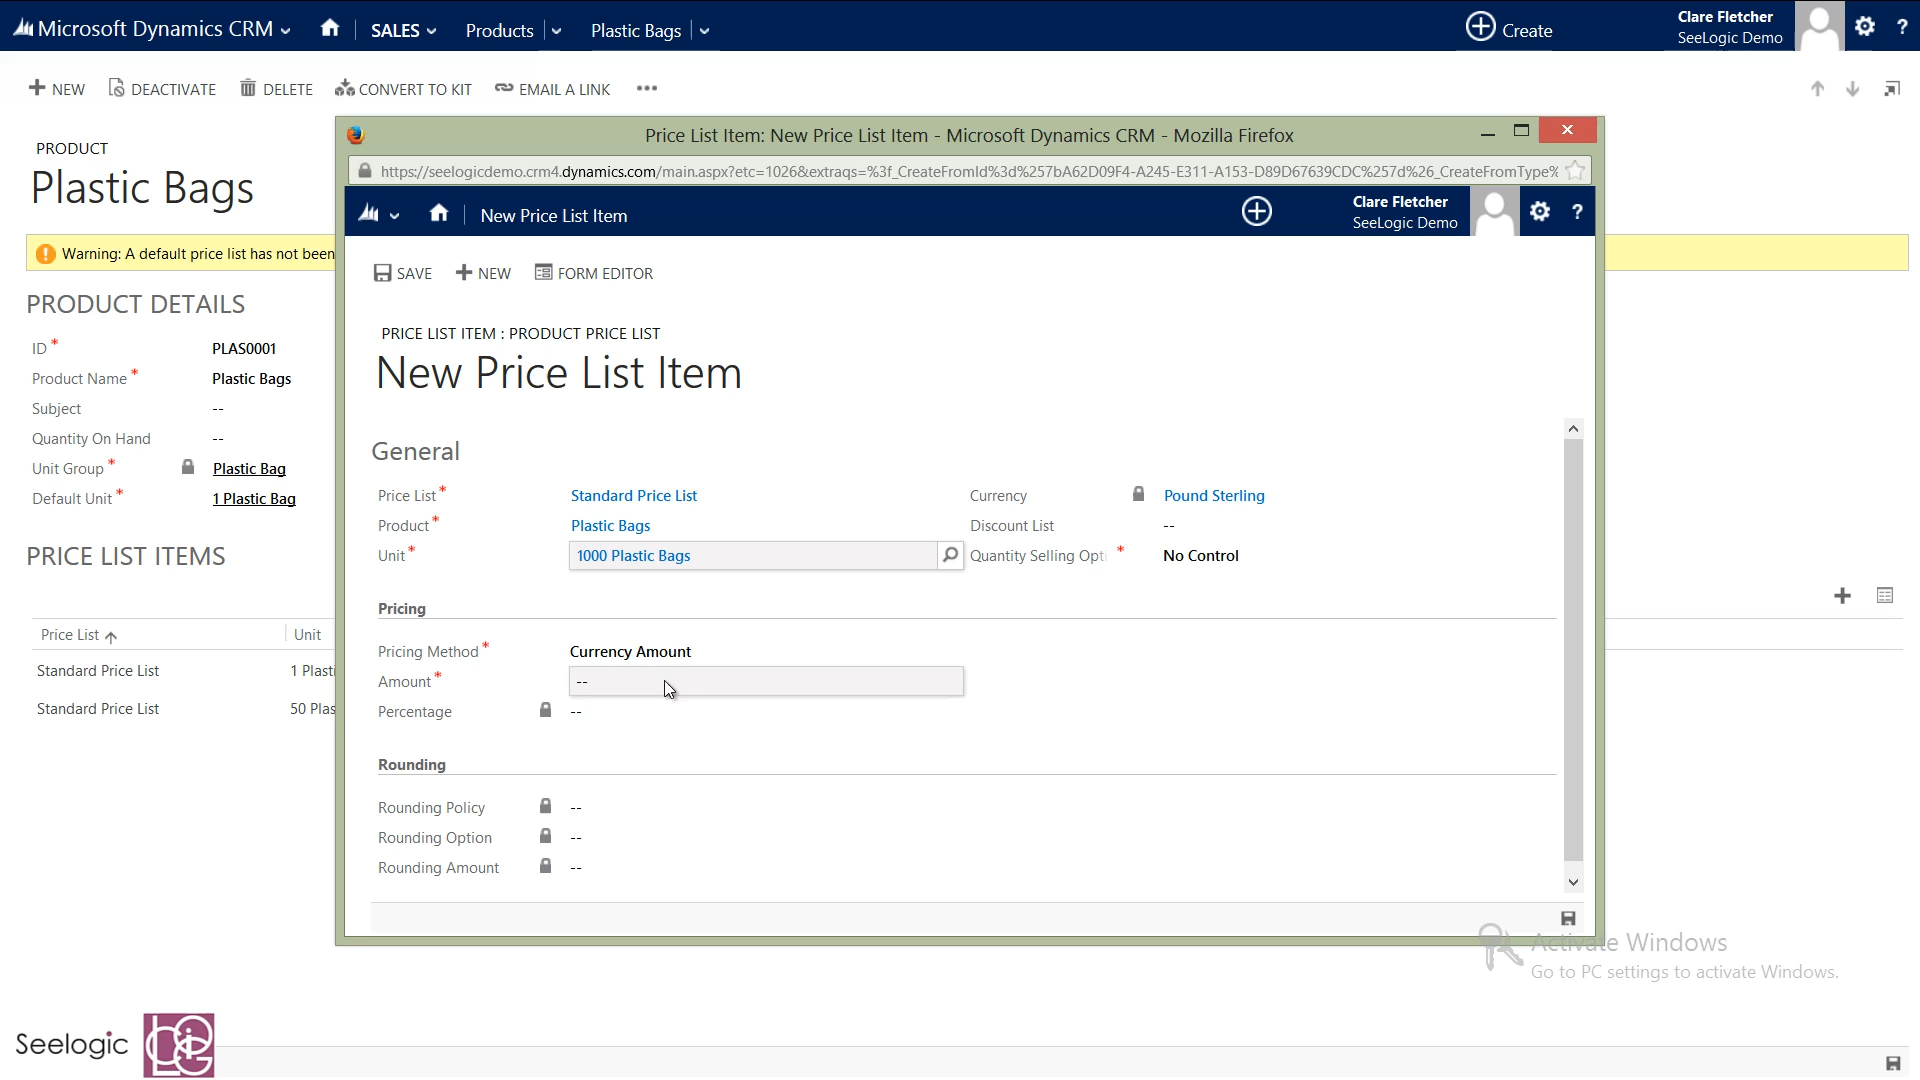 Microsoft Dynamics CRM SALES Products Plastic Bags Create Clare Fletcher SeeLogic Demo ?
NEW DEACTIVATE DELETE CONVERT TO KIT EMAIL A LINK •••
PRODUCT
Plastic Bags
Warning: A default price list has not been
PRODUCT DETAILS
ID* PLAS0001
Product Name* Plastic Bags
Subject --
Quantity On Hand --
Unit Group* Plastic Bag
Default Unit* 1 Plastic Bag
PRICE LIST ITEMS
Price List Unit
Standard Price List 1 Plasti
Standard Price List 50 Plas
Price List Item: New Price List Item - Microsoft Dynamics CRM - Mozilla Firefox
https://seelogicdemo.crm4.dynamics.com/main.aspx?etc=1026&extraqs=%3f_CreateFromId%3d%257bA62D09F4-A245-E311-A153-D89D67639CDC%257d%26_CreateFromType%
New Price List Item Clare Fletcher SeeLogic Demo ?
SAVE NEW FORM EDITOR
PRICE LIST ITEM : PRODUCT PRICE LIST
New Price List Item
General
Price List* Standard Price List Currency Pound Sterling
Product* Plastic Bags Discount List --
Unit* 1000 Plastic Bags Quantity Selling Opti* No Control
Pricing
Pricing Method* Currency Amount
Amount* --
Percentage --
Rounding
Rounding Policy --
Rounding Option --
Rounding Amount --
Activate Windows
Go to PC settings to activate Windows.
Seelogic